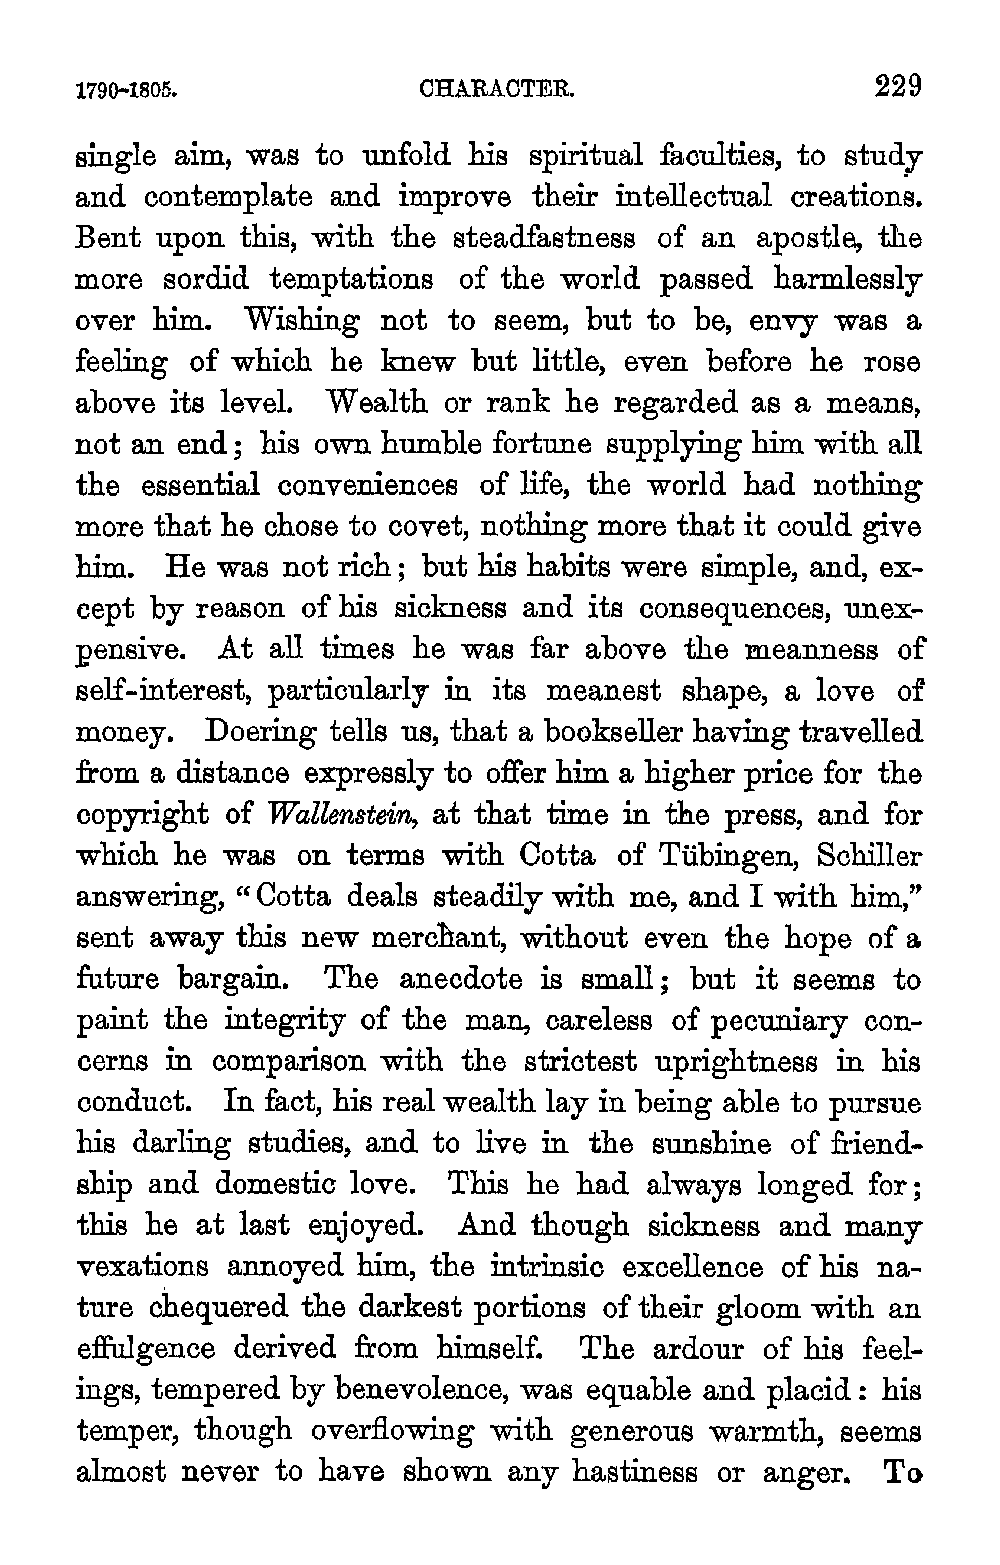 1790-1805. CHARACTER. 229
single aim, was to unfold his spiritual faculties, to study
and contemplate and improve their intellectual creations.
Bent upon this, with the steadfastness of an apostle, the
more sordid temptations of the world passed harmlessly
over him. Wishing not to seem, but to be, envy was a
feeling of which he knew but little, even before he rose
above its level. Wealth or rank he regarded as a means,
not an end; his own humble fortune supplying him with all
the essential conveniences of life, the world had nothing
more that he chose to covet, nothing more that it could give
him. He was not rich; but his habits were simple, and, ex-
cept by reason of his sickness and its consequences, unex-
pensive. At all times he was far above the meanness of
self-interest, particularly in its meanest shape, a love of
money. Doering tells us, that a bookseller having travelled
from a distance expressly to offer him a higher price for the
copyright of Wallenstein, at that time in the press, and for
which he was on terms with Cotta of Tübingen, Schiller
answering, “Cotta deals steadily with me, and I with him,”
sent away this new merchant, without even the hope of a
future bargain. The anecdote is small; but it seems to
paint the integrity of the man, careless of pecuniary con-
cerns in comparison with the strictest uprightness in his
conduct. In fact, his real wealth lay in being able to pursue
his darling studies, and to live in the sunshine of friend-
ship and domestic love. This he had always longed for;
this he at last enjoyed. And though sickness and many
vexations annoyed him, the intrinsic excellence of his na-
ture chequered the darkest portions of their gloom with an
effulgence derived from himself. The ardour of his feel-
ings, tempered by benevolence, was equable and placid: his
temper, though overflowing with generous warmth, seems
almost never to have shown any hastiness or anger. To